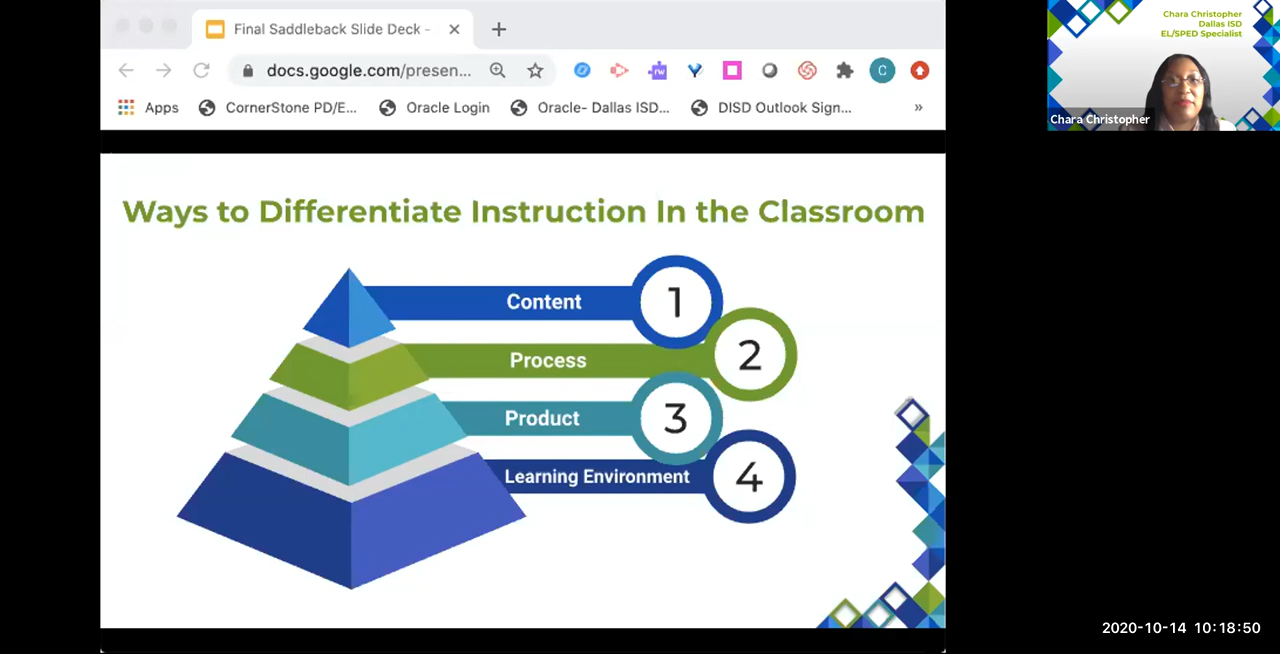 Final Saddleback Slide Deck -
docs.google.com/presen...
rw
C
Apps
CornerStone PD/E...
Oracle Login
Oracle- Dallas ISD...
DISD Outlook Sign...
»
Chara Christopher
Dallas ISD
EL/SPED Specialist
Chara Christopher
Ways to Differentiate Instruction In the Classroom
Content
1
Process
2
Product
3
Learning Environment
4
2020-10-14 10:18:50